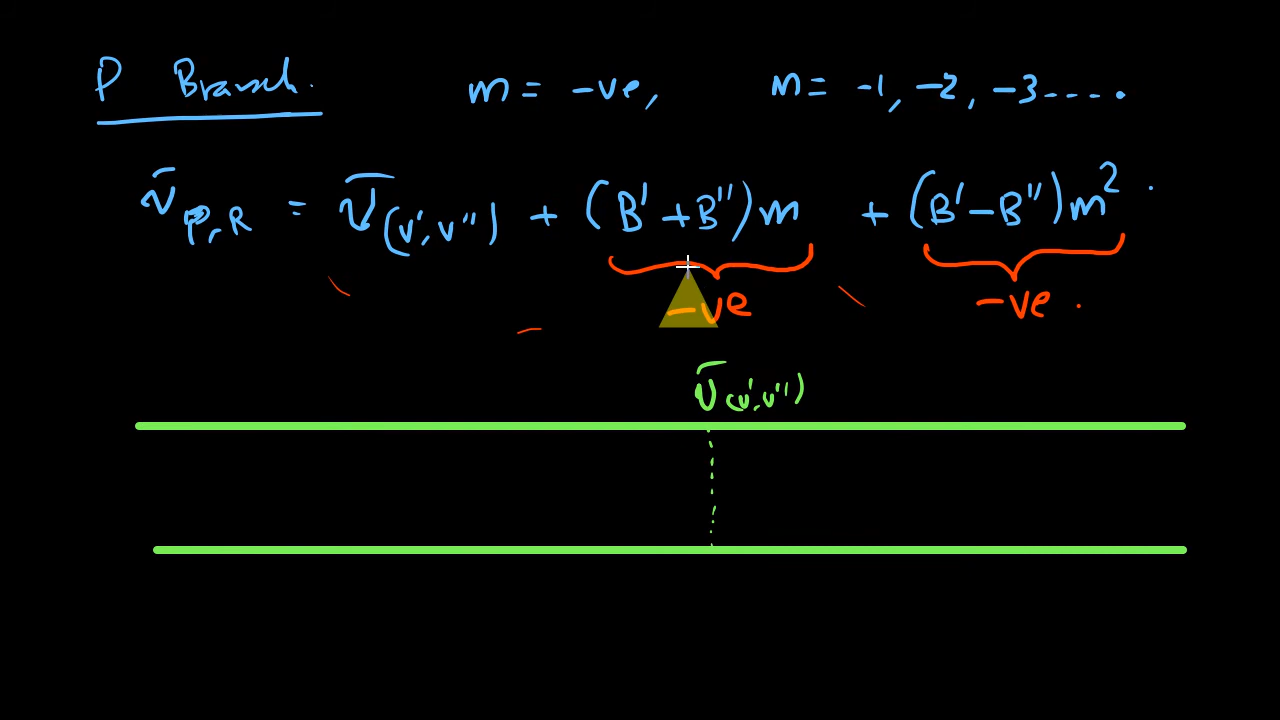 P Branch. m = -ve, m = -1, -2, -3.....
ν̄P,R = ν̄(v', v'') + (B' + B'')m + (B' - B'')m² .
-ve -ve .
ν̄(v', v'')